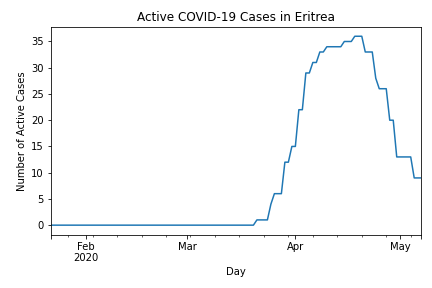 Active COVID-19 Cases in Eritrea
35
30
25
20
15
10
5
0
Number of Active Cases
Feb
2020
Mar
Apr
May
Day